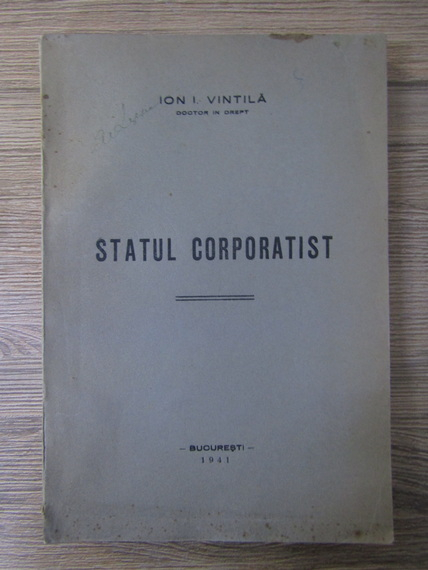 ION I. VINTILĂ
DOCTOR IN DREPT
STATUL CORPORATIST
– BUCUREȘTI –
1941